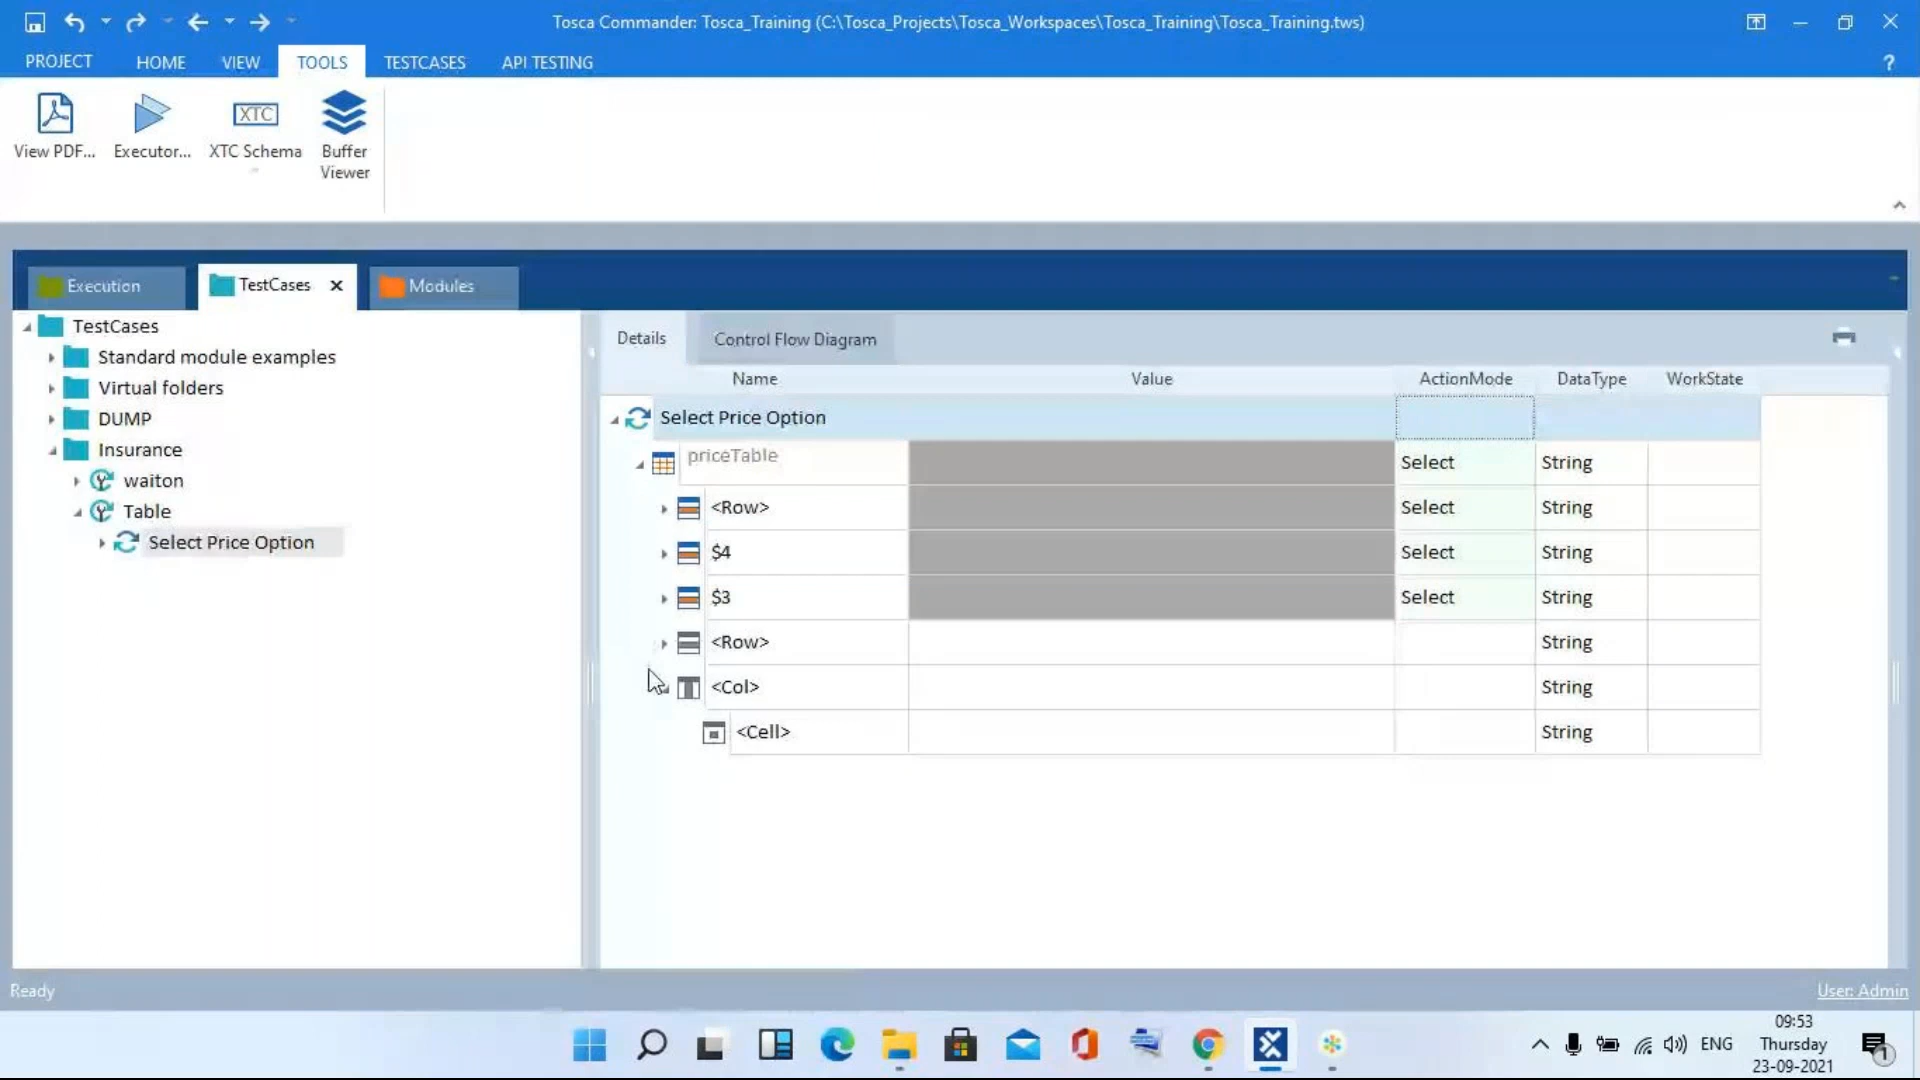 Tosca Commander: Tosca_Training (C:\Tosca_Projects\Tosca_Workspaces\Tosca_Training\Tosca_Training.tws)
PROJECT HOME VIEW TOOLS TESTCASES API TESTING ?
View PDF... Executor... XTC XTC Schema Buffer
Viewer
Execution TestCases Modules
TestCases
Standard module examples
Virtual folders
DUMP
Insurance
waiton
Table
Select Price Option
Details Control Flow Diagram
Name Value ActionMode DataType WorkState
Select Price Option
priceTable Select String
<Row> Select String
$4 Select String
$3 Select String
<Row> String
<Col> String
<Cell> String
Ready User: Admin
ENG
09:53
Thursday
23-09-2021
1